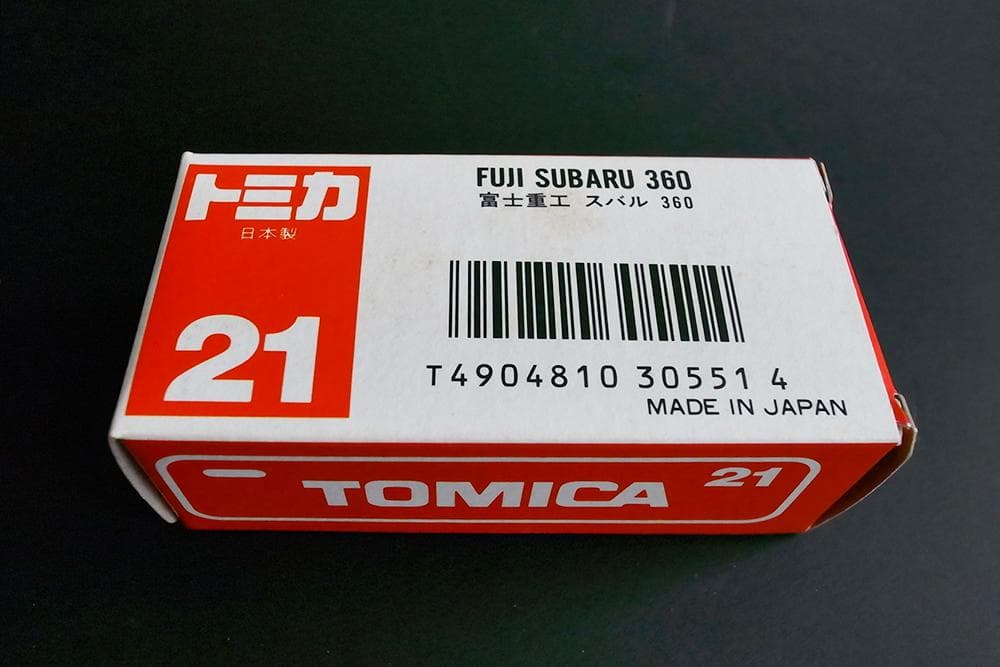 トミカ
日本製
21
FUJI SUBARU 360
富士重工 スバル 360
T4904810 30551 4
MADE IN JAPAN
TOMICA
21